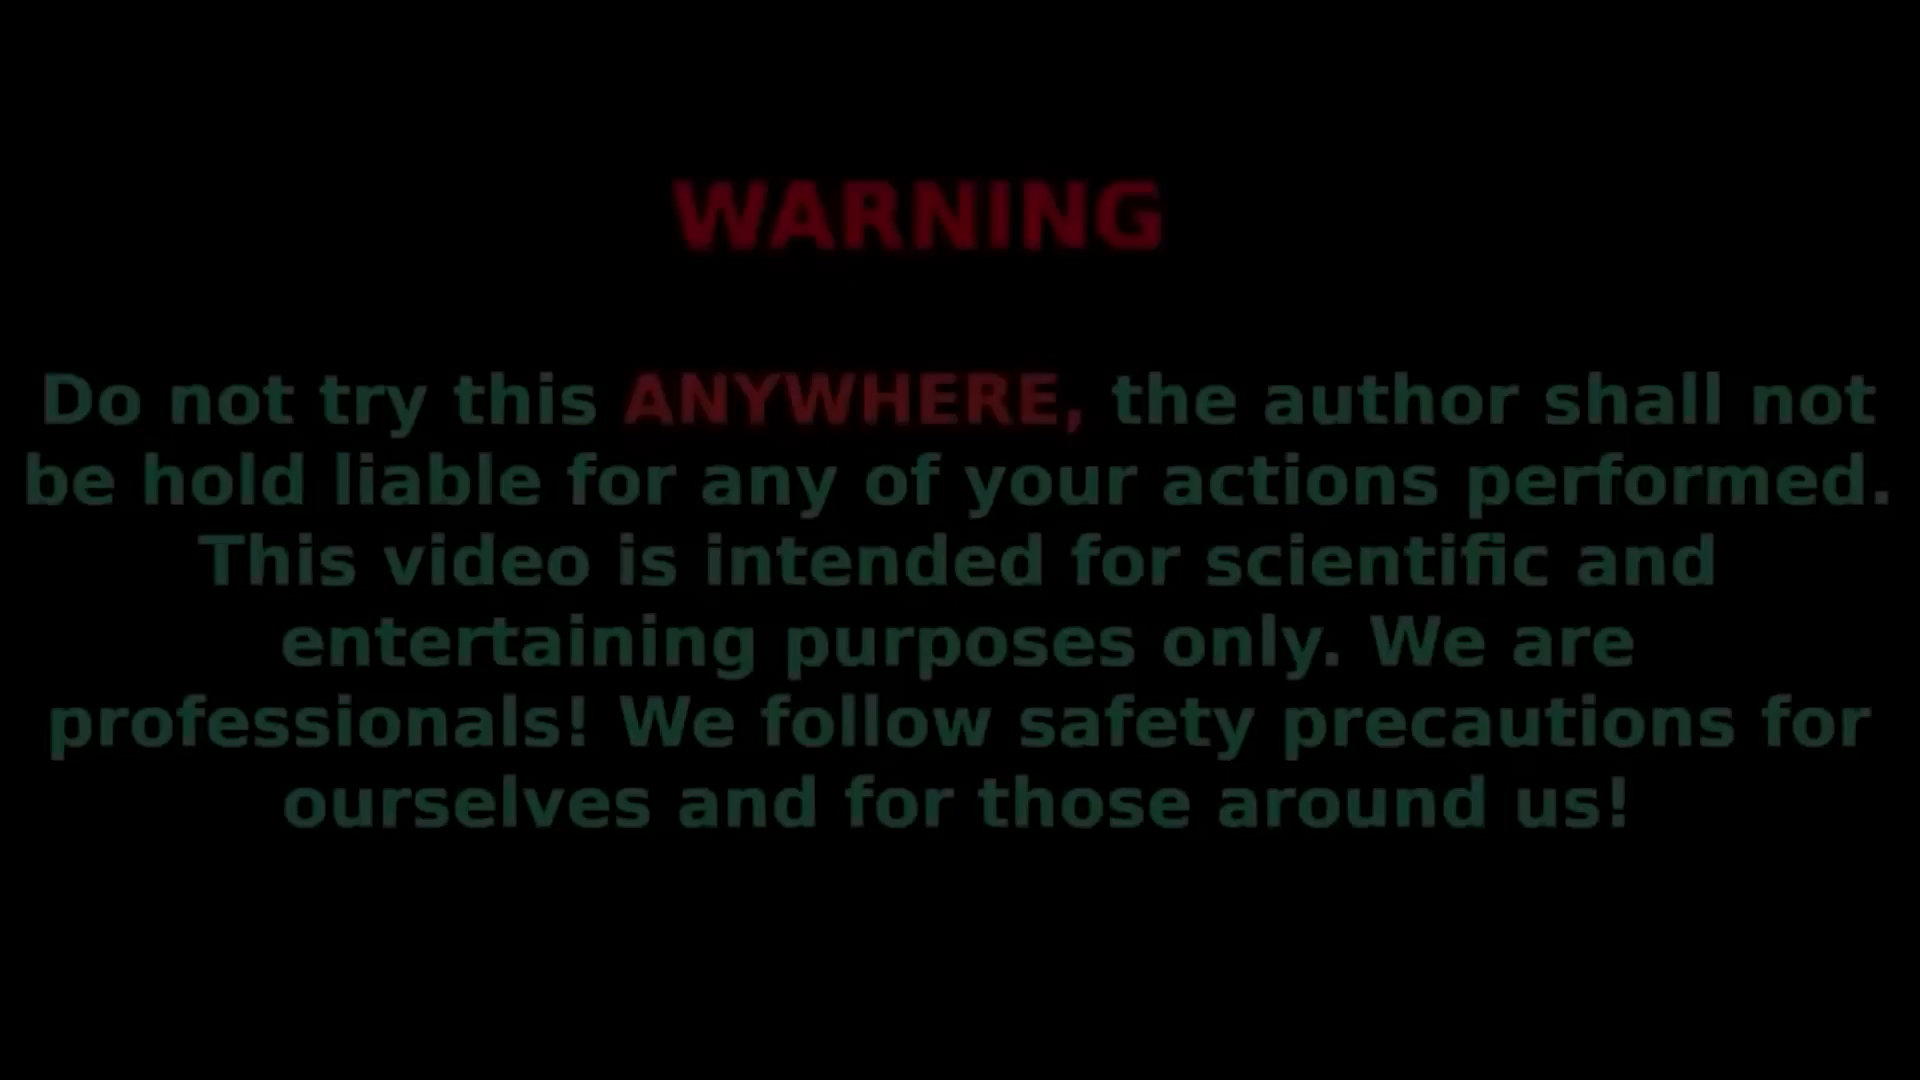 WARNING
Do not try this ANYWHERE, the author shall not
be hold liable for any of your actions performed.
This video is intended for scientific and
entertaining purposes only. We are
professionals! We follow safety precautions for
ourselves and for those around us!